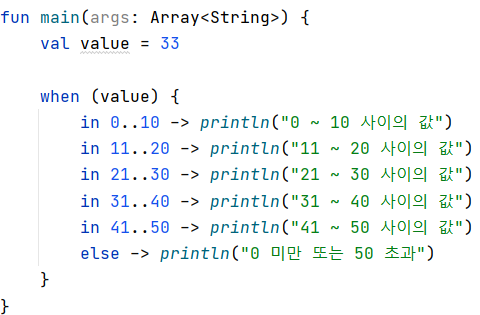 fun main(args: Array<String>) {
    val value = 33

    when (value) {
        in 0..10 -> println("0 ~ 10 사이의 값")
        in 11..20 -> println("11 ~ 20 사이의 값")
        in 21..30 -> println("21 ~ 30 사이의 값")
        in 31..40 -> println("31 ~ 40 사이의 값")
        in 41..50 -> println("41 ~ 50 사이의 값")
        else -> println("0 미만 또는 50 초과")
    }
}